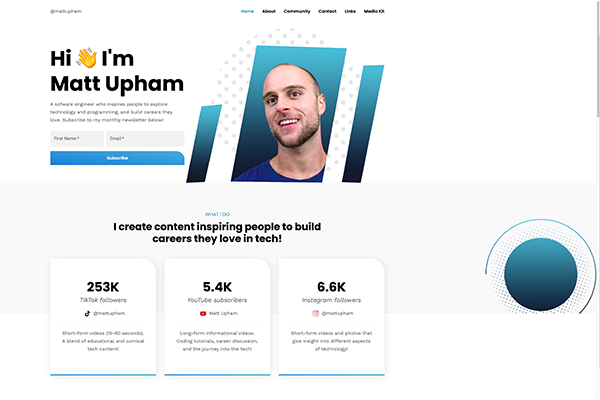 @mattupham
Home About Community Contact Links Media Kit
Hi 👋 I'm
Matt Upham
A sofware engineer who inspires people to explore
technology and programming, and build careers they
love. Subscribe to my monthly newsletter below!
First Name * Email *
Subscribe
WHAT I DO
I create content inspiring people to build
careers they love in tech!
253K
TikTok followers
@mattupham
Short-form videos (15-60 seconds).
A blend of educational and comical
tech content!
5.4K
YouTube subscribers
Matt Upham
Long-form informational videos.
Coding tutorials, career discussion,
and the journey into the tech!
6.6K
Instagram followers
@mattupham
Short-form videos and photos that
give insight into different aspects
of technology!